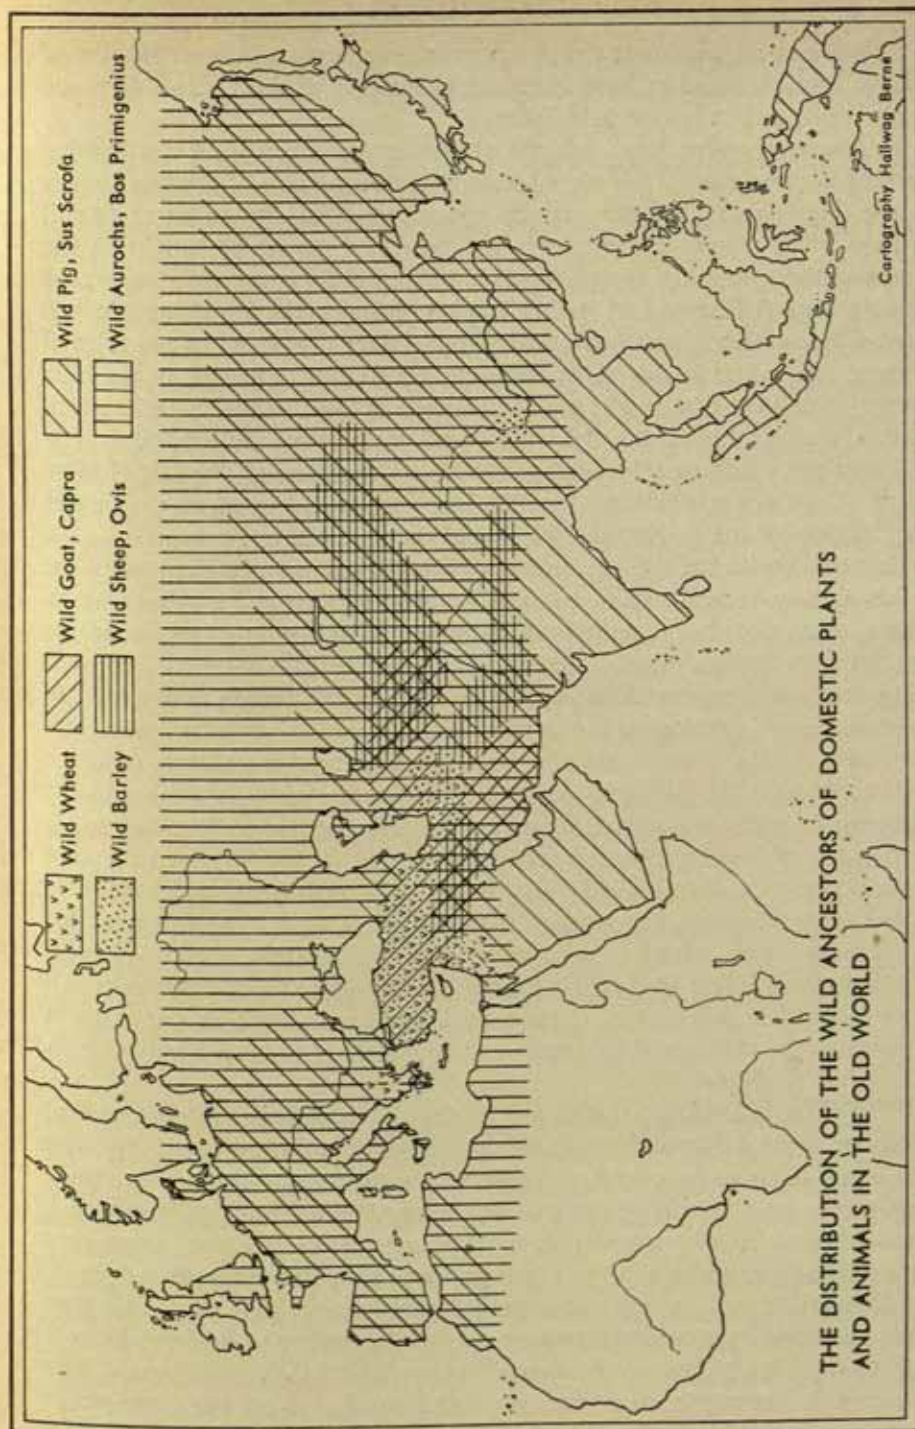 Wild Wheat
Wild Goat, Capra
Wild Pig, Sus Scrofa
Wild Barley
Wild Sheep, Ovis
Wild Aurochs, Bos Primigenius
THE DISTRIBUTION OF THE WILD ANCESTORS OF DOMESTIC PLANTS
AND ANIMALS IN THE OLD WORLD
Cartography Hallwag Berne